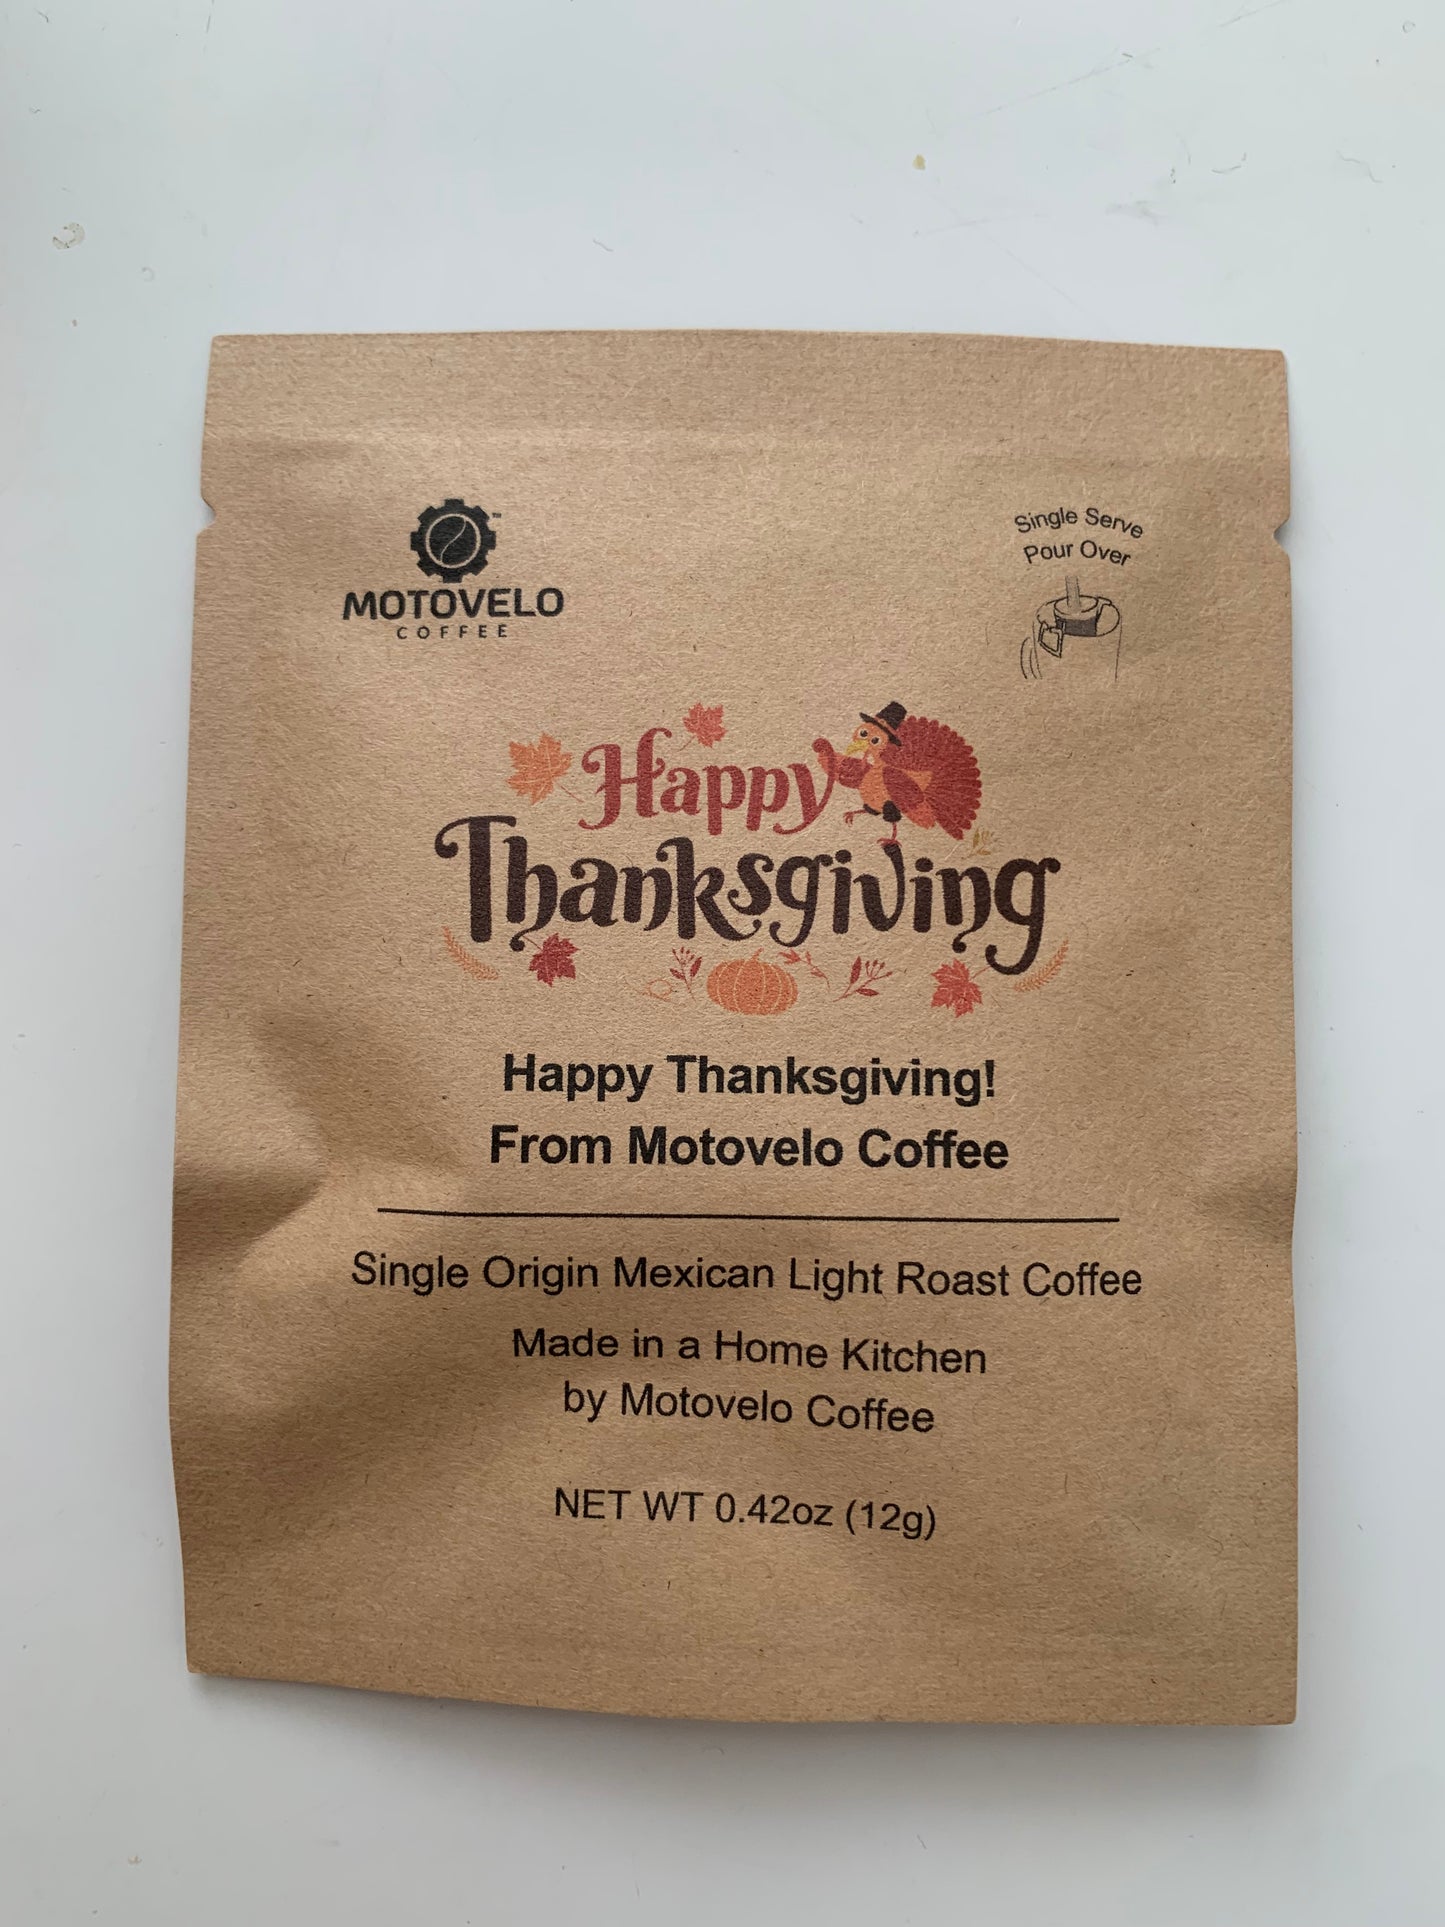 MOTOVELO™
COFFEE
Single Serve
Pour Over
Happy
Thanksgiving
Happy Thanksgiving!
From Motovelo Coffee
Single Origin Mexican Light Roast Coffee
Made in a Home Kitchen
by Motovelo Coffee
NET WT 0.42oz (12g)